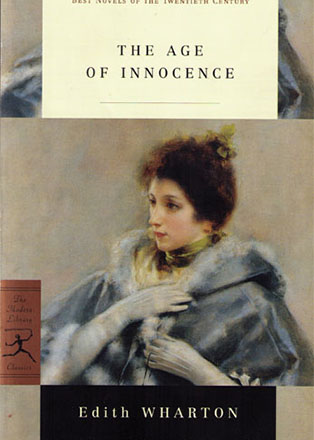 BEST NOVELS OF THE TWENTIETH CENTURY
THE AGE
OF INNOCENCE
The
Modern
Library
Classics
Edith WHARTON